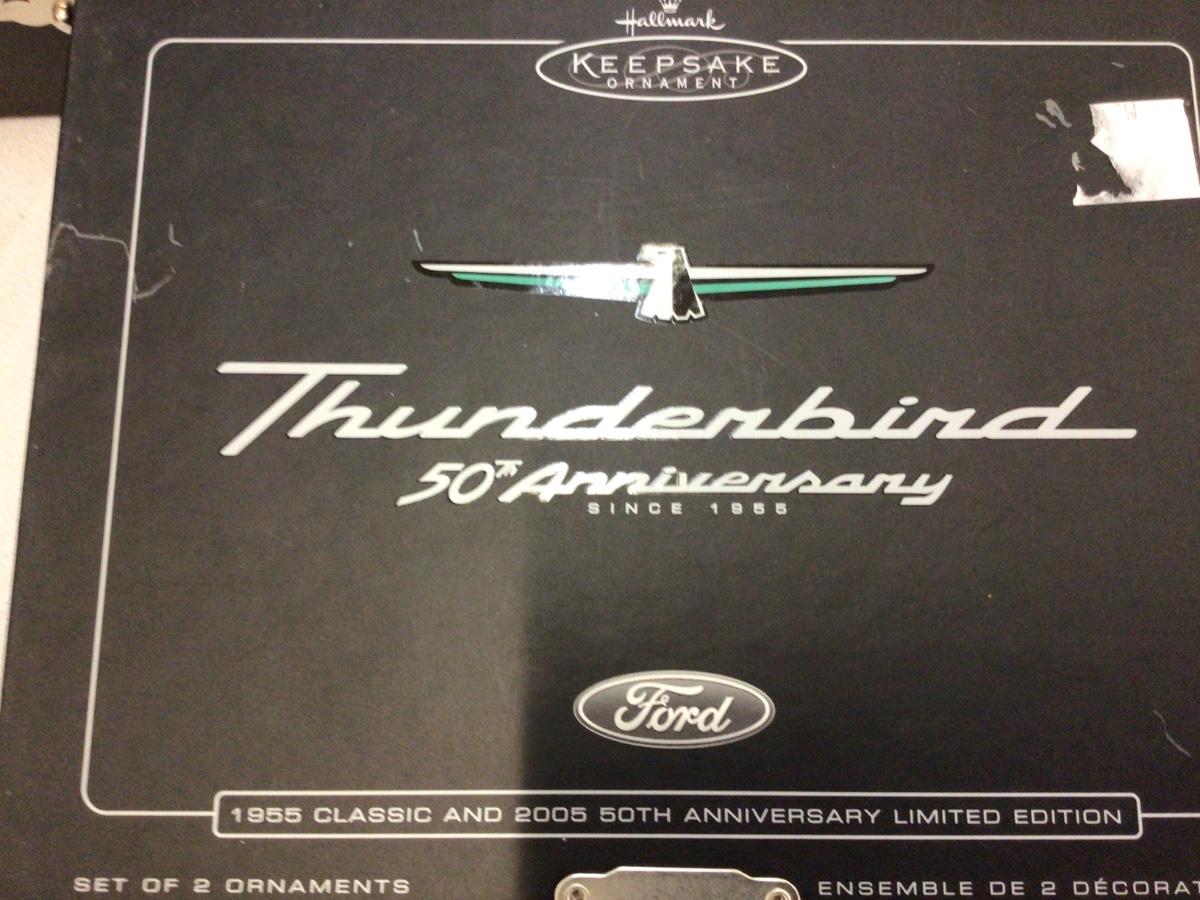 Hallmark
KEEPSAKE
ORNAMENT
Thunderbird
50TH Anniversary
SINCE 1955
Ford
1955 CLASSIC AND 2005 50TH ANNIVERSARY LIMITED EDITION
SET OF 2 ORNAMENTS
ENSEMBLE DE 2 DÉCORAT